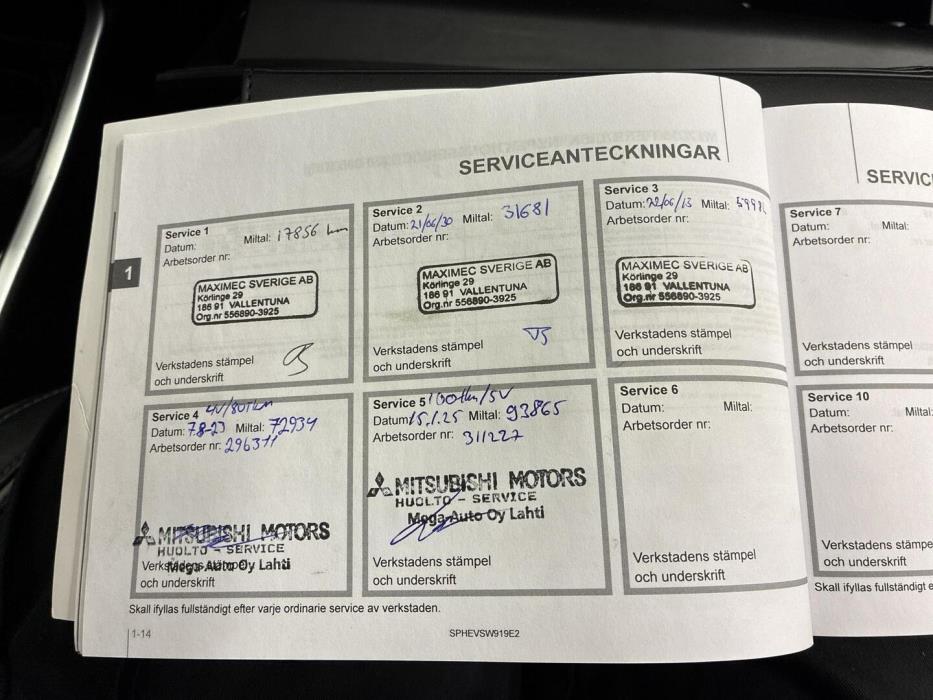 SERVICEANTECKNINGAR
Service 1
Datum: Miltal: 17856 km
Arbetsorder nr:
MAXIMEC SVERIGE AB
Körlinge 29
186 91 VALLENTUNA
Org.nr 556890-3925
Verkstadens stämpel
och underskrift
Service 2
Datum: 21/06/30 Miltal: 31681
Arbetsorder nr:
MAXIMEC SVERIGE AB
Körlinge 29
186 91 VALLENTUNA
Org.nr 556890-3925
Verkstadens stämpel
och underskrift
Service 3
Datum: 22/06/13 Miltal:
Arbetsorder nr:
MAXIMEC SVERIGE AB
Körlinge 29
186 91 VALLENTUNA
Org.nr 556890-3925
Verkstadens stämpel
och underskrift
Service 4 4V/80Tkm
Datum: 7.8-23 Miltal: 72934
Arbetsorder nr:
MITSUBISHI MOTORS
HUOLTO - SERVICE
Mega-Auto Oy Lahti
Verkstadens stämpel
och underskrift
Service 5 100tkm/5V
Datum: 15.1.25 Miltal: 93865
Arbetsorder nr: 311227
MITSUBISHI MOTORS
HUOLTO - SERVICE
Mega-Auto Oy Lahti
Verkstadens stämpel
och underskrift
Service 6
Datum: Miltal:
Arbetsorder nr:
Verkstadens stämpel
och underskrift
Skall ifyllas fullständigt efter varje ordinarie service av verkstaden.
1-14
SPHEVSW919E2
1
SERVIC
Service 7
Datum: Miltal:
Arbetsorder nr:
Verkstadens stämpel
och underskrift
Service 10
Datum: Miltal:
Arbetsorder nr:
Verkstadens stämpe
och underskrift
Skall ifyllas fullständigt e